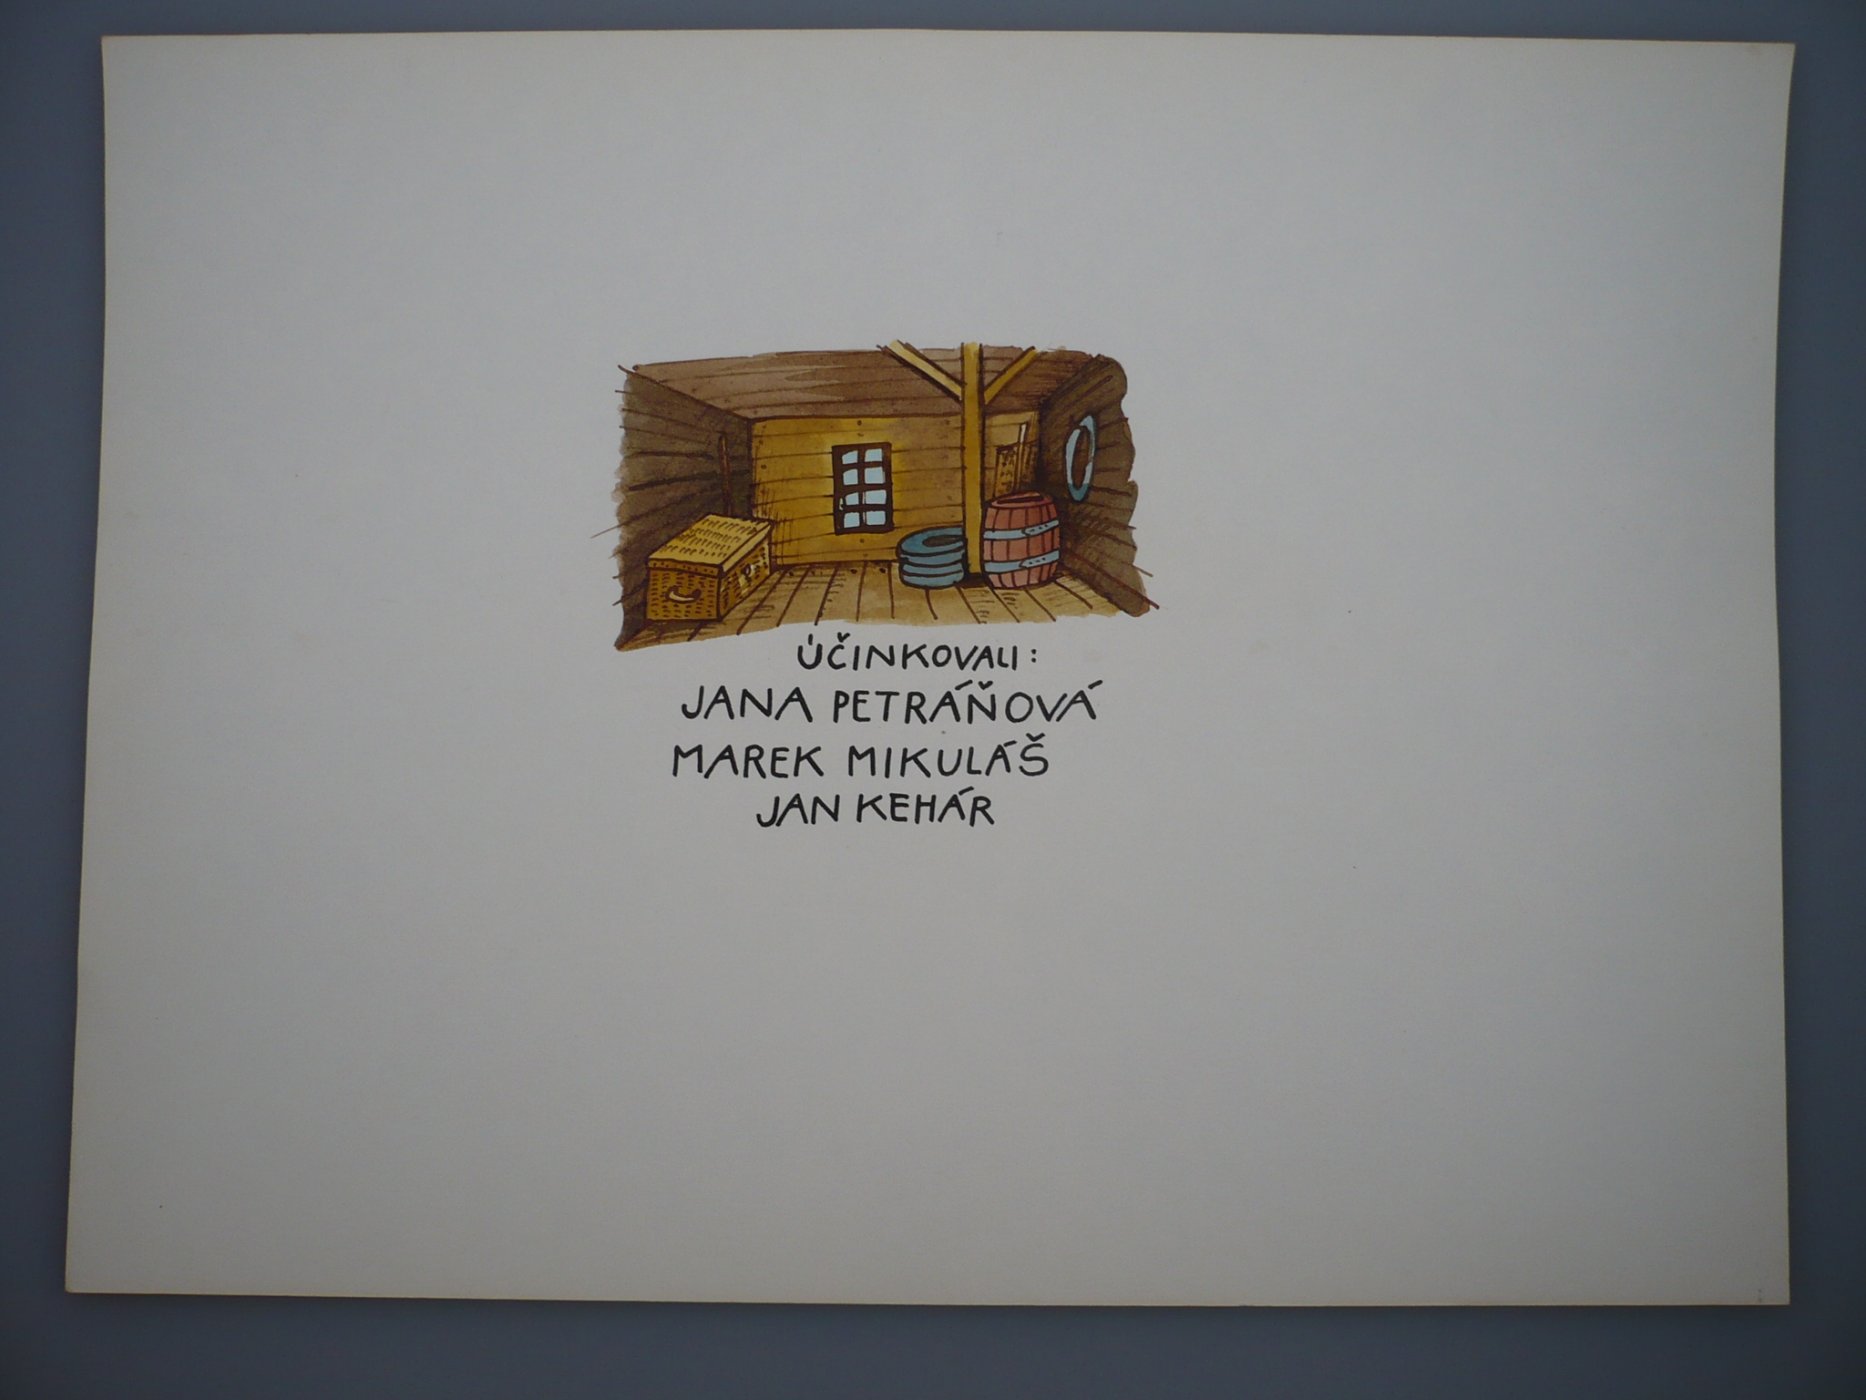 ÚČINKOVALI:
JANA PETRÁŇOVÁ
MAREK MIKULÁŠ
JAN KEHÁR